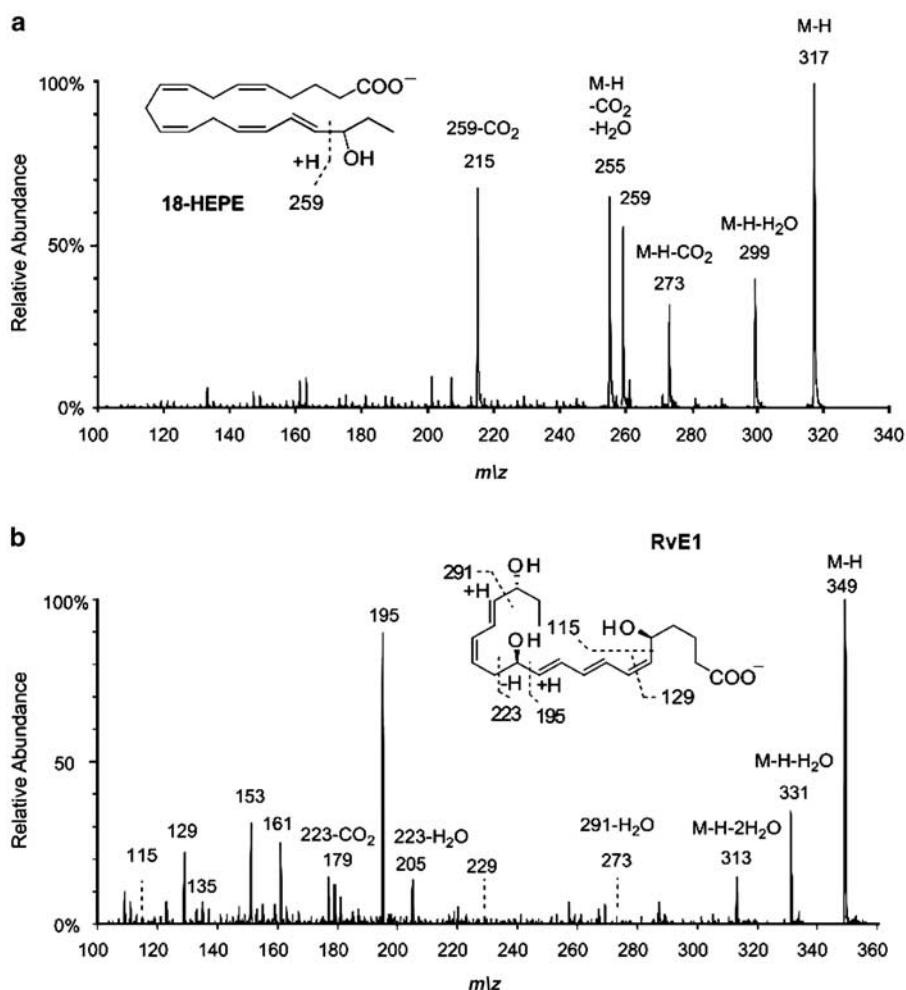 a
M-H
317
100%
M-H
-CO2
-H2O
COO⁻
259-CO2
215
255
259
+H
OH
18-HEPE
259
50%
M-H-H2O
299
M-H-CO2
273
Relative Abundance
0%
100 120 140 160 180 200 220 240 260 280 300 320 340
m\z
b
RvE1
M-H
349
OH
291
+H
100%
195
HO
115
OH
COO⁻
-H
+H
129
223
195
M-H-H2O
331
50
Relative Abundance
153
161
129
223-CO2
179
223-H2O
205
291-H2O
273
M-H-2H2O
313
115
135
229
0%
100 120 140 160 180 200 220 240 260 280 300 320 340 360
m\z